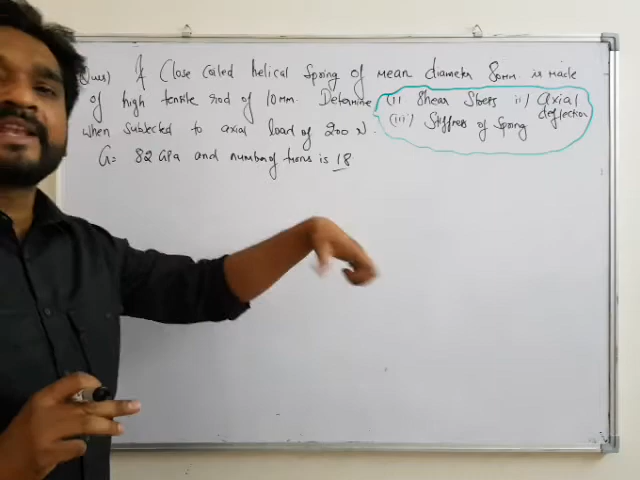 Ques) A Close Coiled helical Spring of mean diameter 80mm is made
of high tensile rod of 10mm. Determine (i) Shear Stress ii) axial deflection
when Subjected to axial load of 200 N. (iii) Stiffness of Spring
G= 82 GPa and number of turns is 18